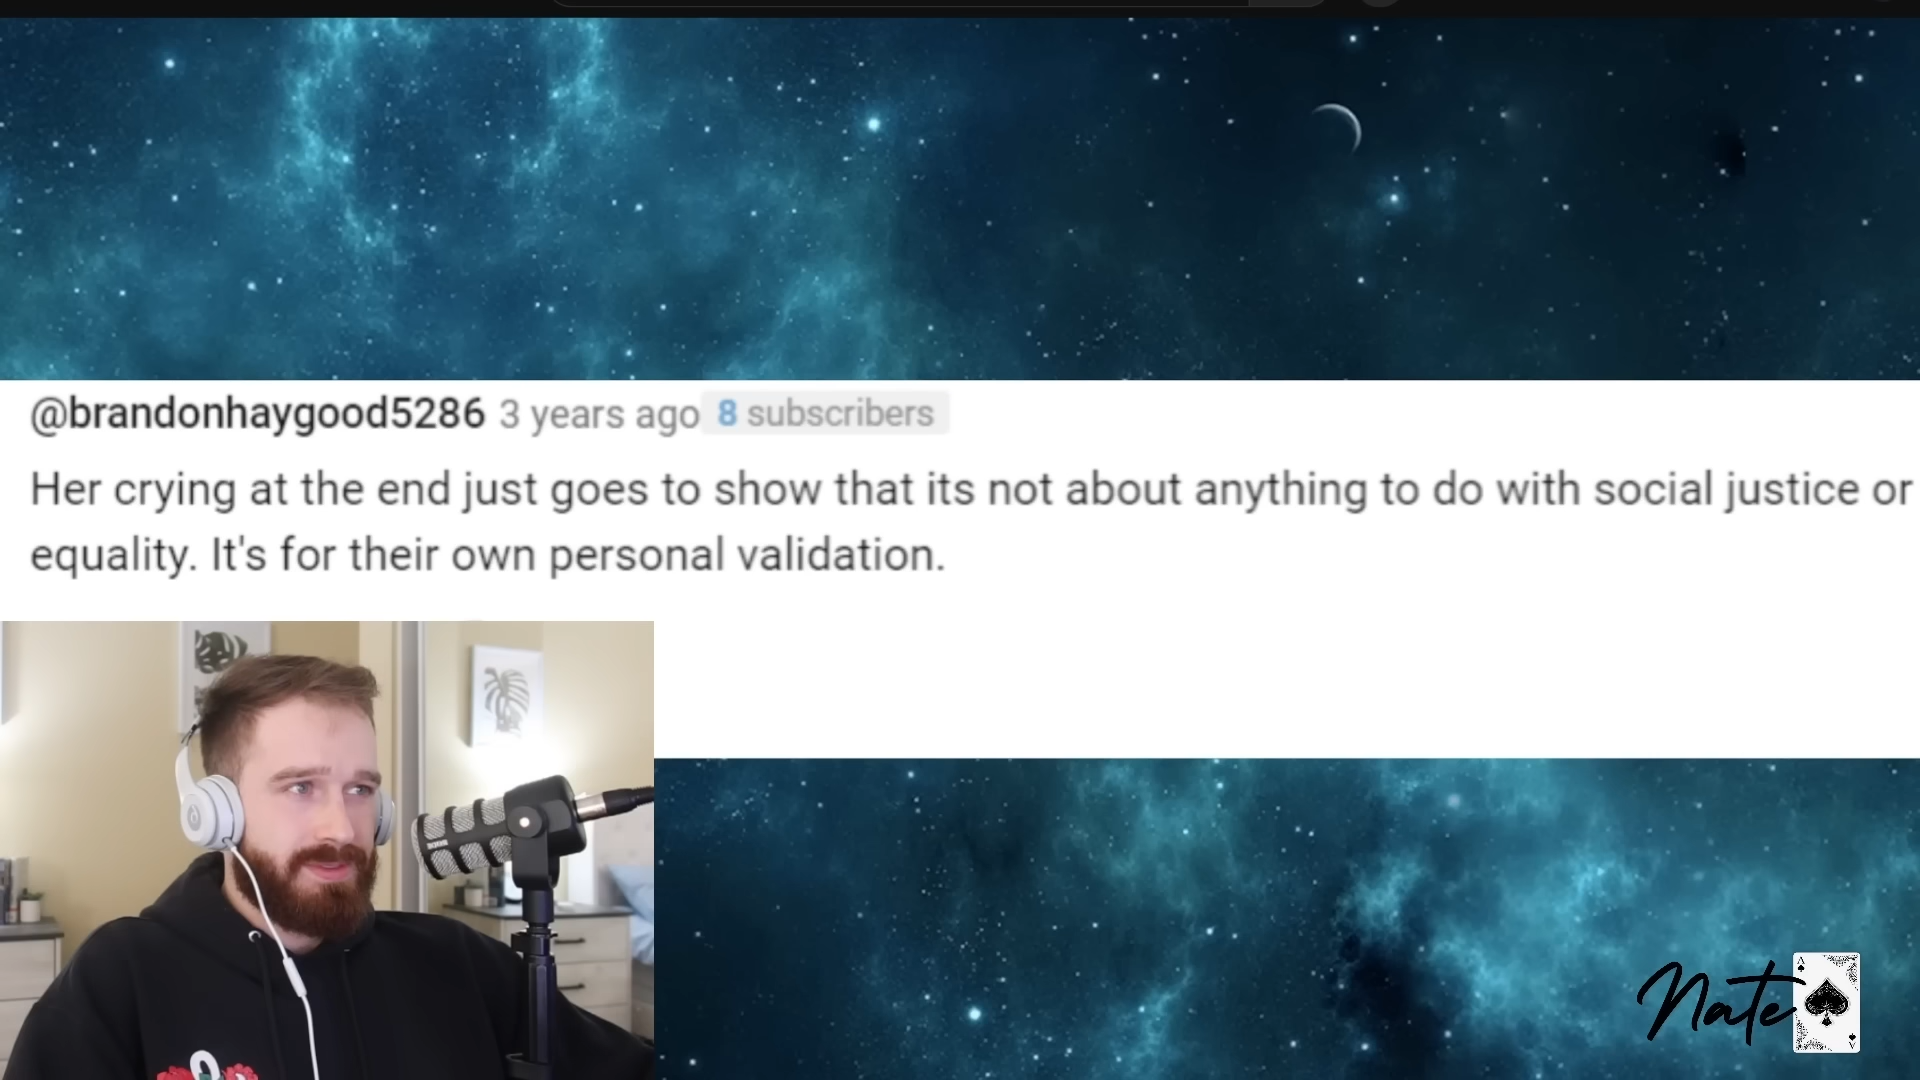 @brandonhaygood5286 3 years ago 8 subscribers
Her crying at the end just goes to show that its not about anything to do with social justice or
equality. It's for their own personal validation.
Nate
A
A